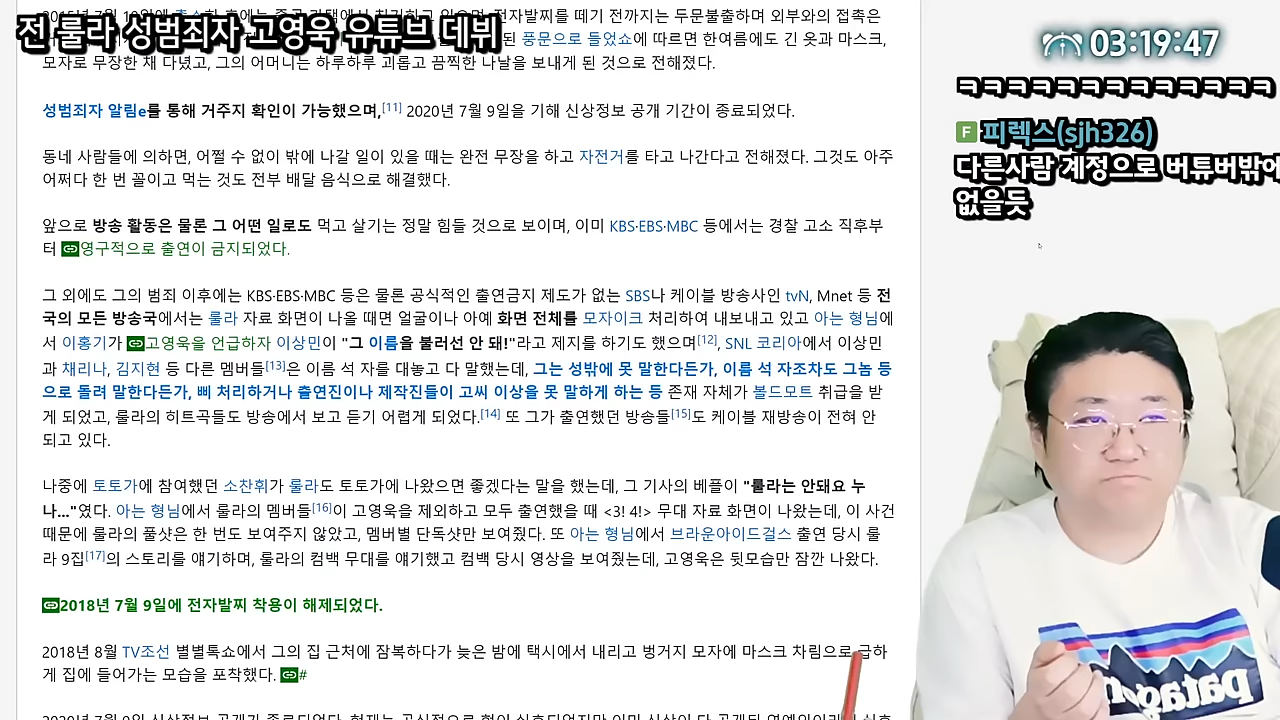 전 룰라 성범죄자 고영욱 유튜브 데뷔
03:19:47
모자로 무장한 채 다녔고, 그의 어머니는 하루하루 괴롭고 끔찍한 나날을 보내게 된 것으로 전해졌다.
성범죄자 알림e를 통해 거주지 확인이 가능했으며,[11] 2020년 7월 9일을 기해 신상정보 공개 기간이 종료되었다.
동네 사람들에 의하면, 어쩔 수 없이 밖에 나갈 일이 있을 때는 완전 무장을 하고 자전거를 타고 나간다고 전해졌다. 그것도 아주
어쩌다 한 번 꼴이고 먹는 것도 전부 배달 음식으로 해결했다.
앞으로 방송 활동은 물론 그 어떤 일로도 먹고 살기는 정말 힘들 것으로 보이며, 이미 KBS·EBS·MBC 등에서는 경찰 고소 직후부
터 영구적으로 출연이 금지되었다.
그 외에도 그의 범죄 이후에는 KBS·EBS·MBC 등은 물론 공식적인 출연금지 제도가 없는 SBS나 케이블 방송사인 tvN, Mnet 등 전
국의 모든 방송국에서는 룰라 자료 화면이 나올 때면 얼굴이나 아예 화면 전체를 모자이크 처리하여 내보내고 있고 아는 형님에
서 이홍기가 고영욱을 언급하자 이상민이 "그 이름을 불러선 안 돼!"라고 제지를 하기도 했으며[12], SNL 코리아에서 이상민
과 채리나, 김지현 등 다른 멤버들[13]은 이름 석 자를 대놓고 다 말했는데, 그는 성밖에 못 말한다든가, 이름 석 자조차도 그놈 등
으로 돌려 말한다든가, 삐 처리하거나 출연진이나 제작진들이 고씨 이상을 못 말하게 하는 등 존재 자체가 볼드모트 취급을 받
게 되었고, 룰라의 히트곡들도 방송에서 보고 듣기 어렵게 되었다.[14] 또 그가 출연했던 방송들[15]도 케이블 재방송이 전혀 안
되고 있다.
나중에 토토가에 참여했던 소찬휘가 룰라도 토토가에 나왔으면 좋겠다는 말을 했는데, 그 기사의 베플이 "룰라는 안돼요 누
나..."였다. 아는 형님에서 룰라의 멤버들[16]이 고영욱을 제외하고 모두 출연했을 때 <3! 4!> 무대 자료 화면이 나왔는데, 이 사건
때문에 룰라의 풀샷은 한 번도 보여주지 않았고, 멤버별 단독샷만 보여줬다. 또 아는 형님에서 브라운아이드걸스 출연 당시 룰
라 9집[17]의 스토리를 얘기하며, 룰라의 컴백 무대를 얘기했고 컴백 당시 영상을 보여줬는데, 고영욱은 뒷모습만 잠깐 나왔다.
2018년 7월 9일에 전자발찌 착용이 해제되었다.
2018년 8월 TV조선 별별톡쇼에서 그의 집 근처에 잠복하다가 늦은 밤에 택시에서 내리고 벙거지 모자에 마스크 차림으로 급하
게 집에 들어가는 모습을 포착했다. #
ㅋㅋㅋㅋㅋㅋㅋㅋㅋㅋㅋㅋㅋ
F 피렉스(sjh326)
다른사람 계정으로 버튜버밖에
없을듯
patagon